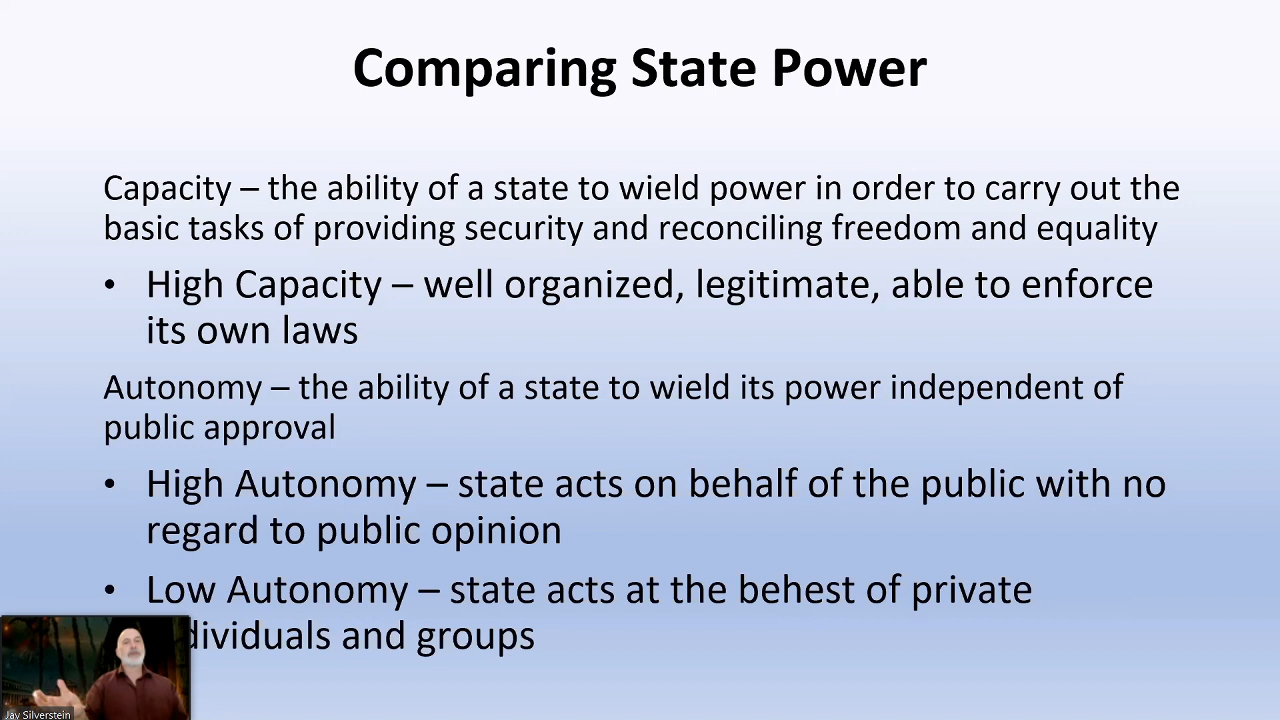 Comparing State Power
Capacity – the ability of a state to wield power in order to carry out the
basic tasks of providing security and reconciling freedom and equality
• High Capacity – well organized, legitimate, able to enforce
its own laws
Autonomy – the ability of a state to wield its power independent of
public approval
• High Autonomy – state acts on behalf of the public with no
regard to public opinion
• Low Autonomy – state acts at the behest of private
dividuals and groups
Jay Silverstein